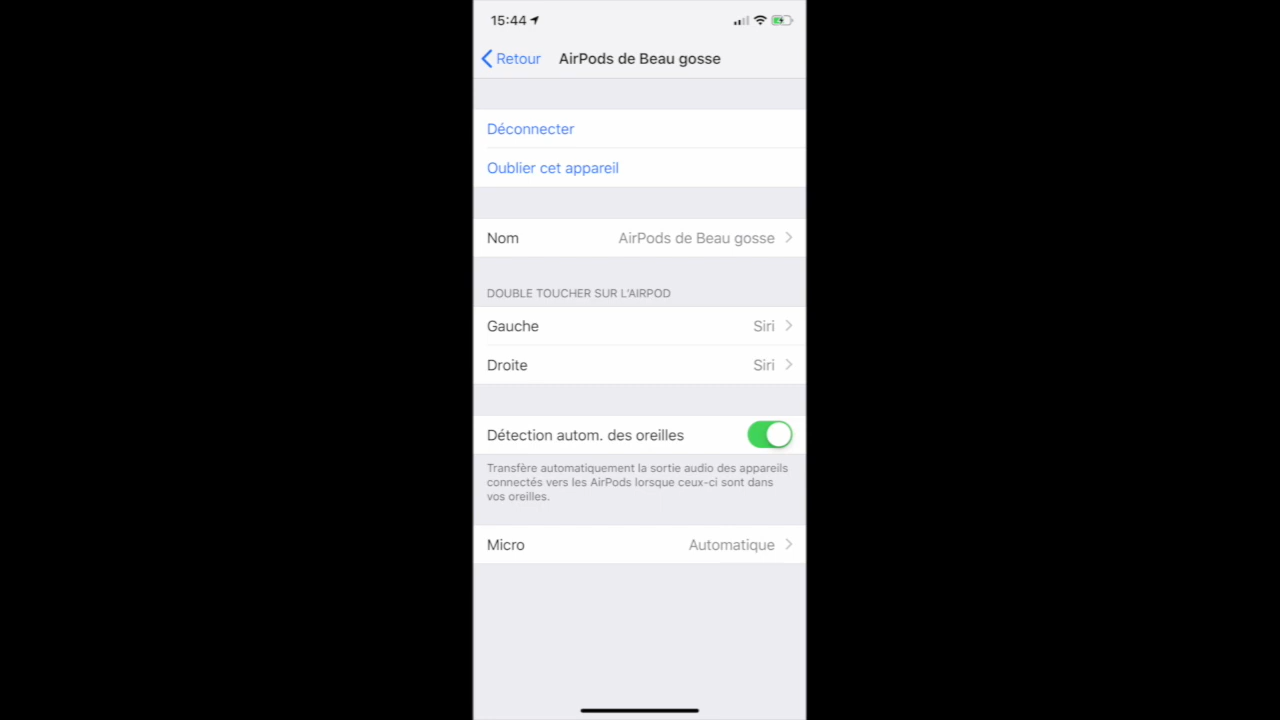 15:44
Retour AirPods de Beau gosse
Déconnecter
Oublier cet appareil
Nom AirPods de Beau gosse
DOUBLE TOUCHER SUR L'AIRPOD
Gauche Siri
Droite Siri
Détection autom. des oreilles
Transfère automatiquement la sortie audio des appareils
connectés vers les AirPods lorsque ceux-ci sont dans
vos oreilles.
Micro Automatique